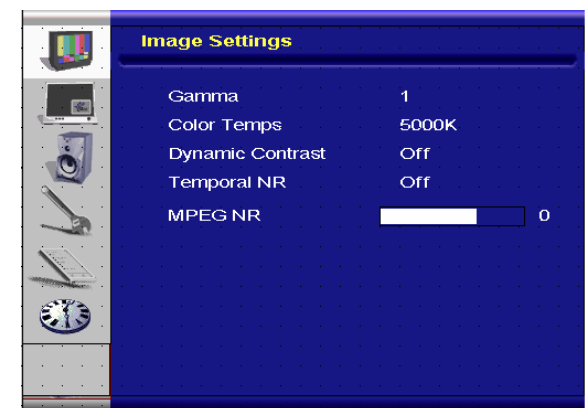 Image Settings
Gamma 1
Color Temps 5000K
Dynamic Contrast Off
Temporal NR Off
MPEG NR 0